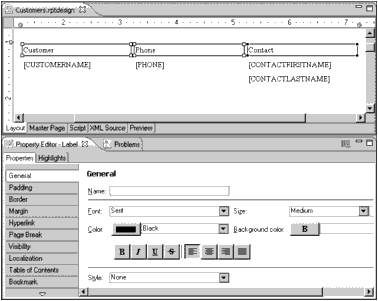 Customers.rptdesign
2 3 4 5 6 7
Customer Phone Contact
[CUSTOMERNAME] [PHONE] [CONTACTFIRSTNAME]
[CONTACTLASTNAME]
2
Layout Master Page Script XML Source Preview
Property Editor - Label Problems
Properties Highlights
General
Padding
Border
Margin
Hyperlink
Page Break
Visibility
Localization
Table of Contents
Bookmark
General
Name:
Font: Serif Size: Medium
Color: Black Background color: B
B I U S
Style: None